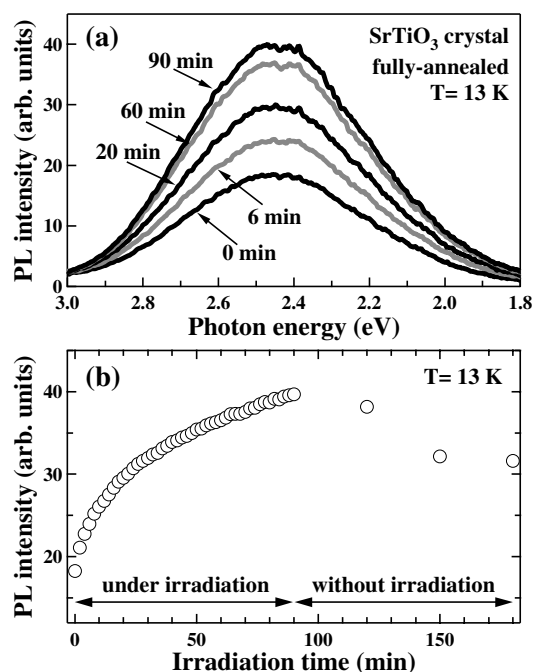 (a)
SrTiO3 crystal
fully-annealed
T= 13 K
90 min
60 min
20 min
6 min
0 min
PL intensity (arb. units)
40
30
20
10
0
3.0 2.8 2.6 2.4 2.2 2.0 1.8
Photon energy (eV)
(b)
T= 13 K
PL intensity (arb. units)
40
30
20
under irradiation
without irradiation
0 50 100 150
Irradiation time (min)